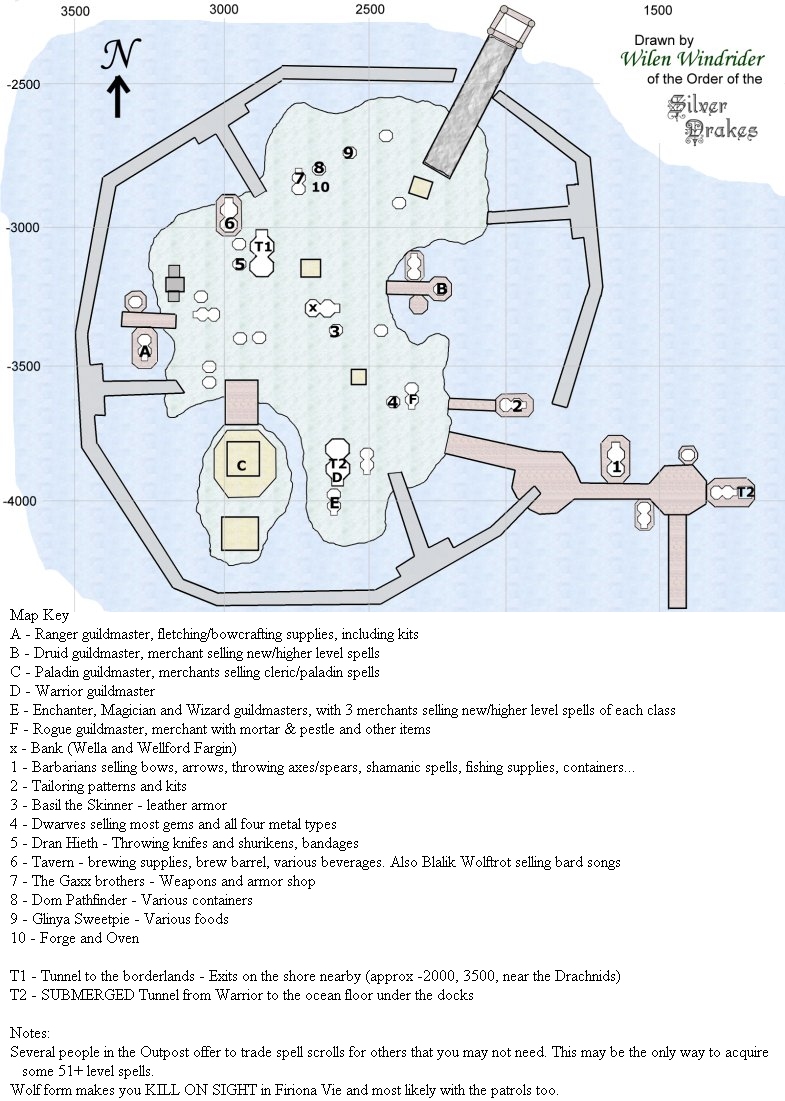 3500 3000 2500 1500
N
Drawn by
Wilen Windrider
of the Order of the
Silver
Drakes
-2500
9
8
7
10
-3000
6
T1
5
B
x
3
A
-3500
4
F
2
C
T2
D
1
T2
-4000
E
Map Key
A - Ranger guildmaster, fletching/bowcrafting supplies, including kits
B - Druid guildmaster, merchant selling new/higher level spells
C - Paladin guildmaster, merchants selling cleric/paladin spells
D - Warrior guildmaster
E - Enchanter, Magician and Wizard guildmasters, with 3 merchants selling new/higher level spells of each class
F - Rogue guildmaster, merchant with mortar & pestle and other items
x - Bank (Wella and Wellford Fargin)
1 - Barbarians selling bows, arrows, throwing axes/spears, shamanic spells, fishing supplies, containers...
2 - Tailoring patterns and kits
3 - Basil the Skinner - leather armor
4 - Dwarves selling most gems and all four metal types
5 - Dran Hieth - Throwing knifes and shurikens, bandages
6 - Tavern - brewing supplies, brew barrel, various beverages. Also Blalik Wolftrot selling bard songs
7 - The Gaxx brothers - Weapons and armor shop
8 - Dom Pathfinder - Various containers
9 - Glinya Sweetpie - Various foods
10 - Forge and Oven
T1 - Tunnel to the borderlands - Exits on the shore nearby (approx -2000, 3500, near the Drachnids)
T2 - SUBMERGED Tunnel from Warrior to the ocean floor under the docks
Notes:
Several people in the Outpost offer to trade spell scrolls for others that you may not need. This may be the only way to acquire
some 51+ level spells.
Wolf form makes you KILL ON SIGHT in Firiona Vie and most likely with the patrols too.